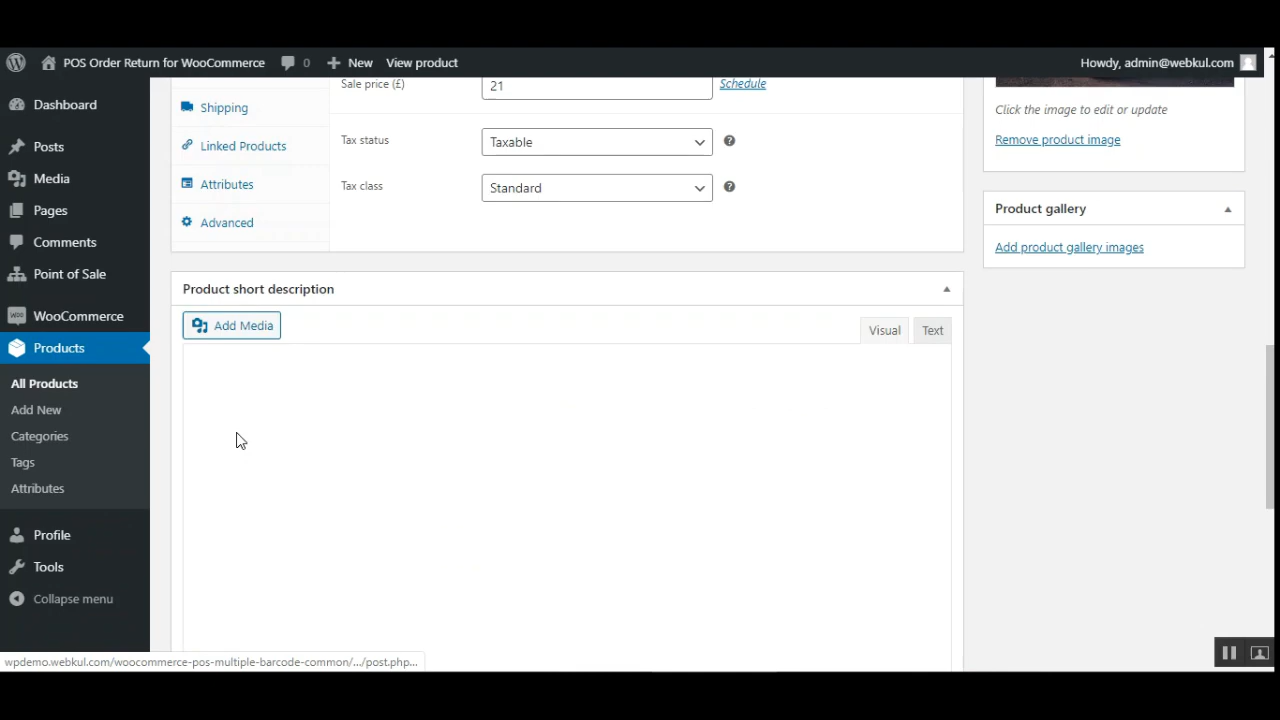 POS Order Return for WooCommerce 0 New View product Howdy, admin@webkul.com
Dashboard
Posts
Media
Pages
Comments
Point of Sale
WOO WooCommerce
Products
All Products
Add New
Categories
Tags
Attributes
Profile
Tools
Collapse menu
Shipping
Linked Products
Attributes
Advanced
Sale price (£) 21 Schedule
Tax status Taxable ?
Tax class Standard ?
Product short description
Add Media
Visual Text
Click the image to edit or update
Remove product image
Product gallery
Add product gallery images
wpdemo.webkul.com/woocommerce-pos-multiple-barcode-common/.../post.php...